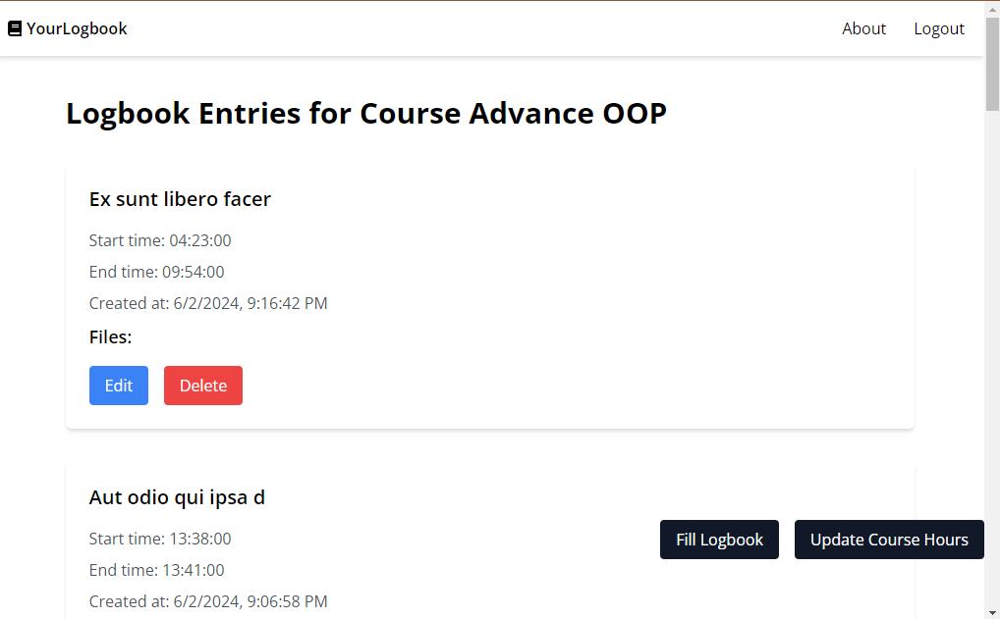 YourLogbook
About
Logout
Logbook Entries for Course Advance OOP
Ex sunt libero facer
Start time: 04:23:00
End time: 09:54:00
Created at: 6/2/2024, 9:16:42 PM
Files:
Edit
Delete
Aut odio qui ipsa d
Start time: 13:38:00
End time: 13:41:00
Created at: 6/2/2024, 9:06:58 PM
Fill Logbook
Update Course Hours